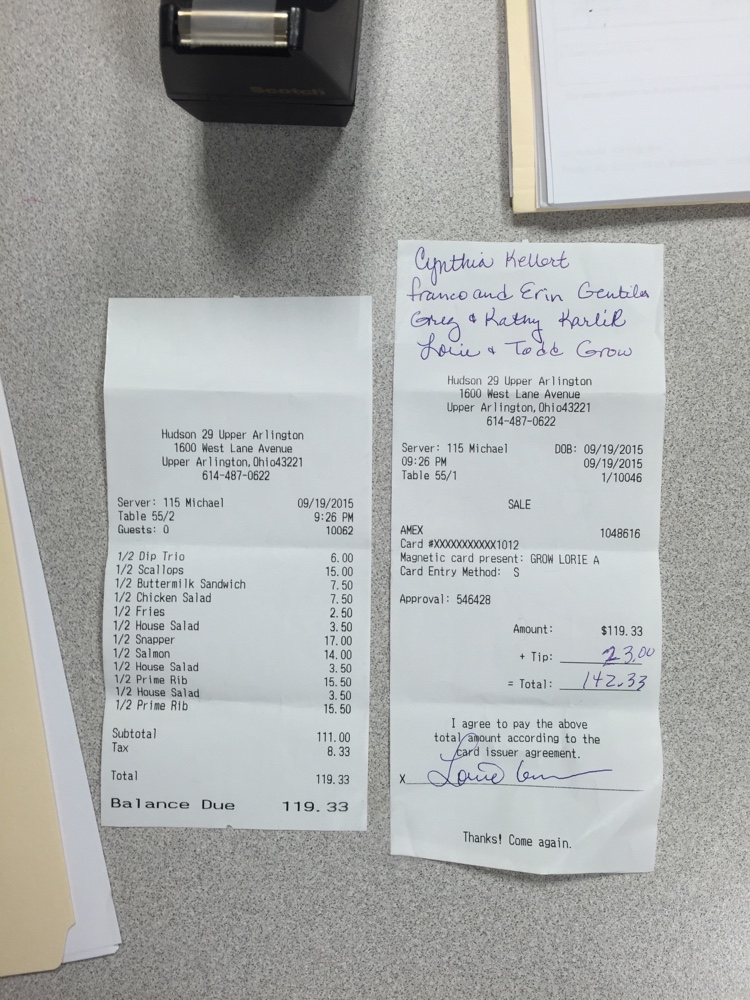 Scotch
Hudson 29 Upper Arlington
1600 West Lane Avenue
Upper Arlington,Ohio43221
614-487-0622
Server: 115 Michael 09/19/2015
Table 55/2 9:26 PM
Guests: 0 10062
1/2 Dip Trio 6.00
1/2 Scallops 15.00
1/2 Buttermilk Sandwich 7.50
1/2 Chicken Salad 7.50
1/2 Fries 2.50
1/2 House Salad 3.50
1/2 Snapper 17.00
1/2 Salmon 14.00
1/2 House Salad 3.50
1/2 Prime Rib 15.50
1/2 House Salad 3.50
1/2 Prime Rib 15.50
Subtotal 111.00
Tax 8.33
Total 119.33
Balance Due 119.33
Cynthia Kellert
Franco and Erin Gentile
Greg & Kathy Karlik
Lorie & Todd Grow
Hudson 29 Upper Arlington
1600 West Lane Avenue
Upper Arlington,Ohio43221
614-487-0622
Server: 115 Michael DOB: 09/19/2015
09:26 PM 09/19/2015
Table 55/1 1/10046
SALE
AMEX 1048616
Card #XXXXXXXXXXX1012
Magnetic card present: GROW LORIE A
Card Entry Method: S
Approval: 546428
Amount: $119.33
+ Tip: 23.00
= Total: 142.33
I agree to pay the above
total amount according to the
card issuer agreement.
X Lorie
Thanks! Come again.